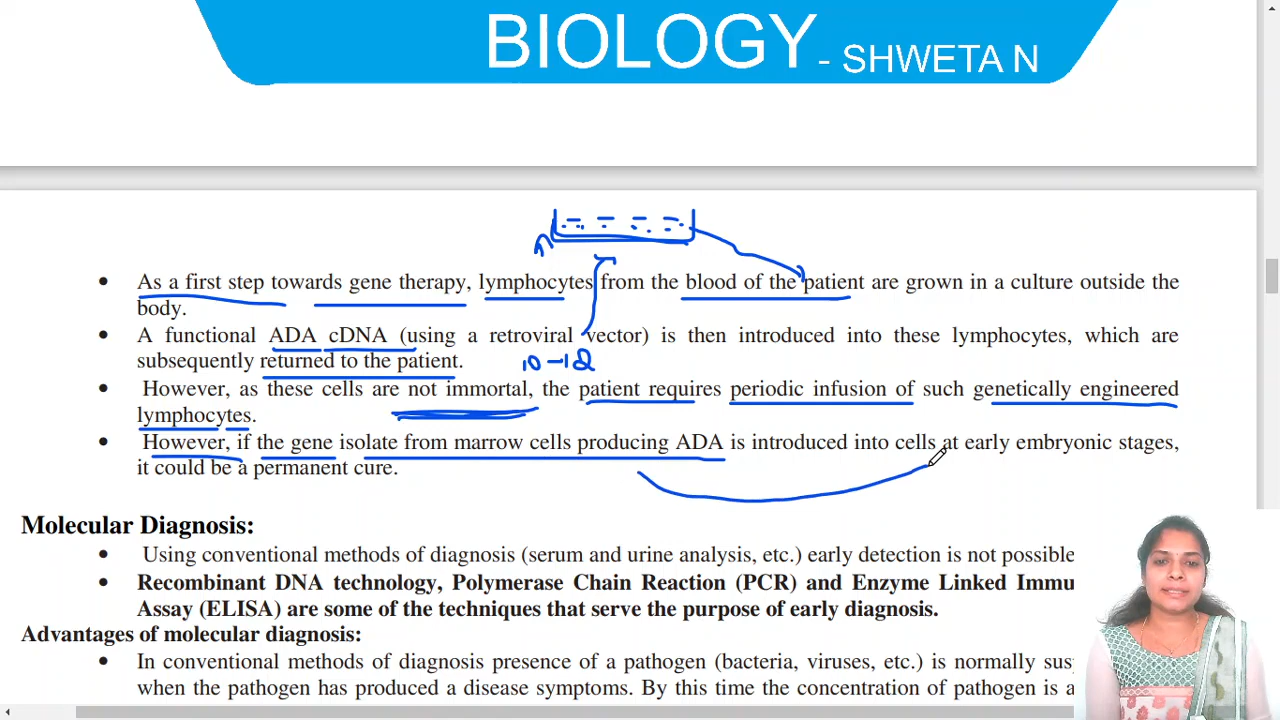 BIOLOGY - SHWETA N
• As a first step towards gene therapy, lymphocytes from the blood of the patient are grown in a culture outside the
body.
• A functional ADA cDNA (using a retroviral vector) is then introduced into these lymphocytes, which are
subsequently returned to the patient.
10-12
• However, as these cells are not immortal, the patient requires periodic infusion of such genetically engineered
lymphocytes.
• However, if the gene isolate from marrow cells producing ADA is introduced into cells at early embryonic stages,
it could be a permanent cure.
Molecular Diagnosis:
• Using conventional methods of diagnosis (serum and urine analysis, etc.) early detection is not possible
• Recombinant DNA technology, Polymerase Chain Reaction (PCR) and Enzyme Linked Immu
Assay (ELISA) are some of the techniques that serve the purpose of early diagnosis.
Advantages of molecular diagnosis:
• In conventional methods of diagnosis presence of a pathogen (bacteria, viruses, etc.) is normally sus
when the pathogen has produced a disease symptoms. By this time the concentration of pathogen is a